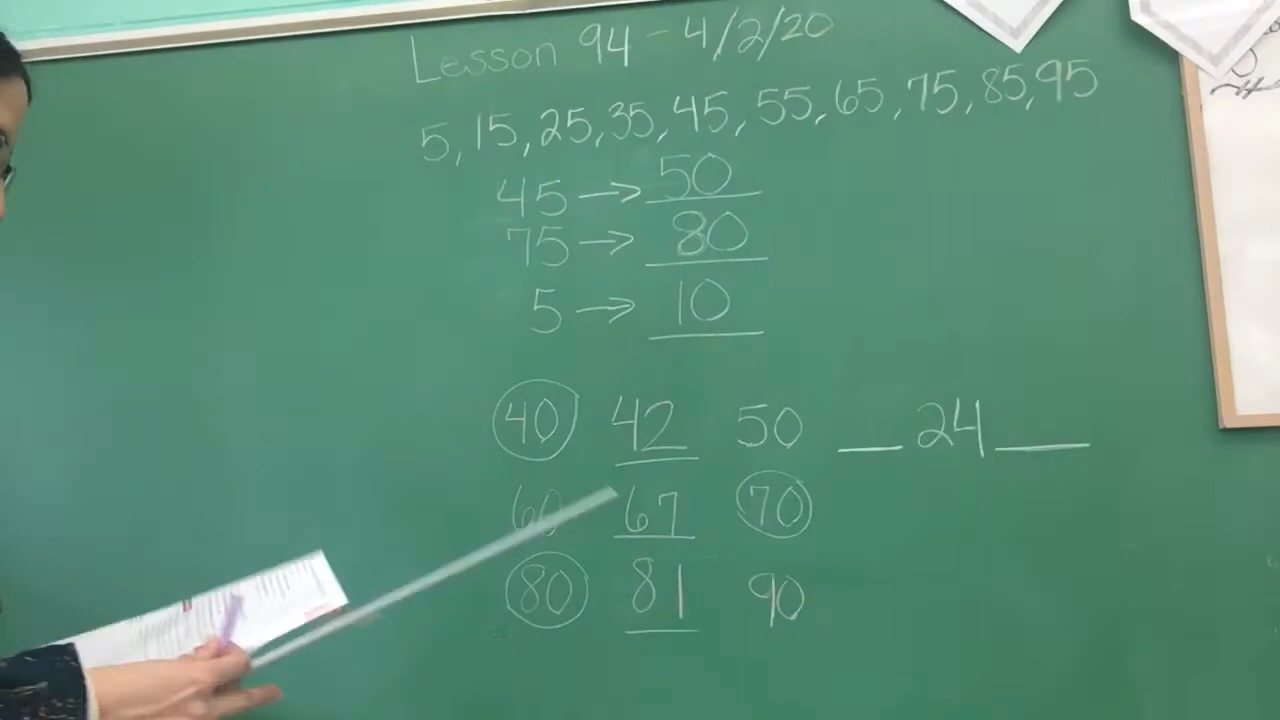 Lesson 94 - 4/2/20
5, 15, 25, 35, 45, 55, 65, 75, 85, 95
45 → 50
75 → 80
5 → 10
40 42 50 __ 24 __
60 67 70
80 81 90